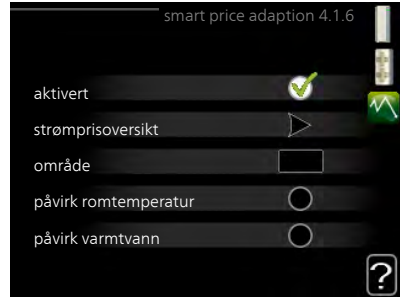 smart price adaption 4.1.6
aktivert
strømprisoversikt
område
påvirk romtemperatur
påvirk varmtvann
?